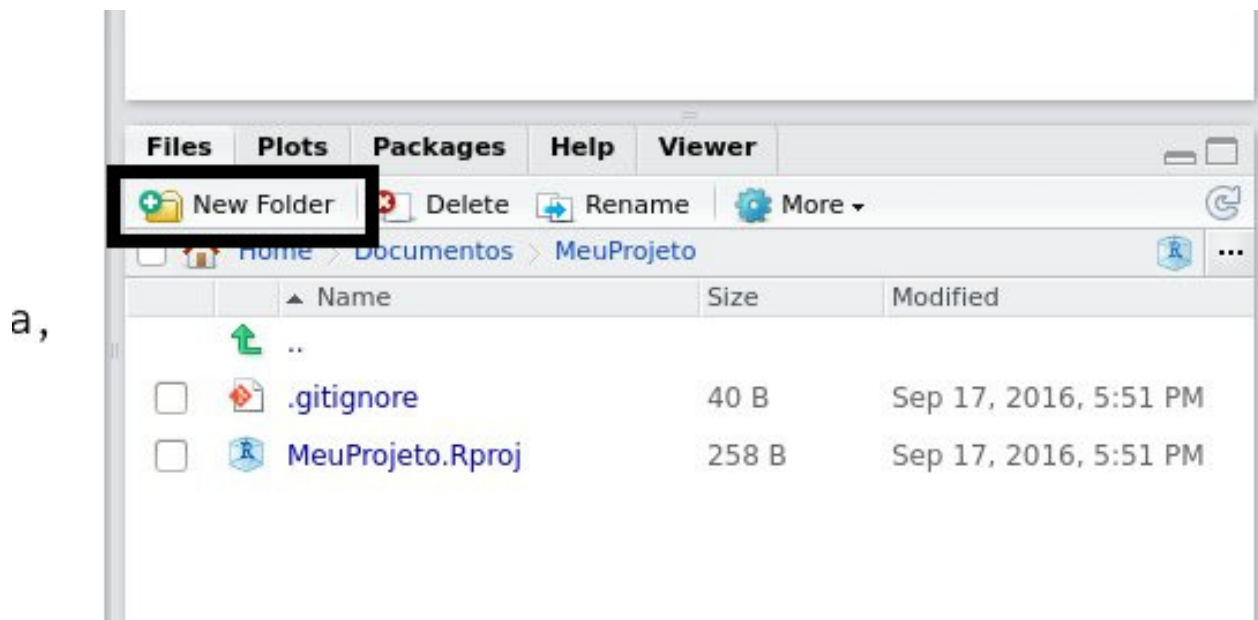 Files Plots Packages Help Viewer
New Folder Delete Rename More
Home Documentos MeuProjeto ...
Name Size Modified
a,
..
.gitignore 40 B Sep 17, 2016, 5:51 PM
MeuProjeto.Rproj 258 B Sep 17, 2016, 5:51 PM